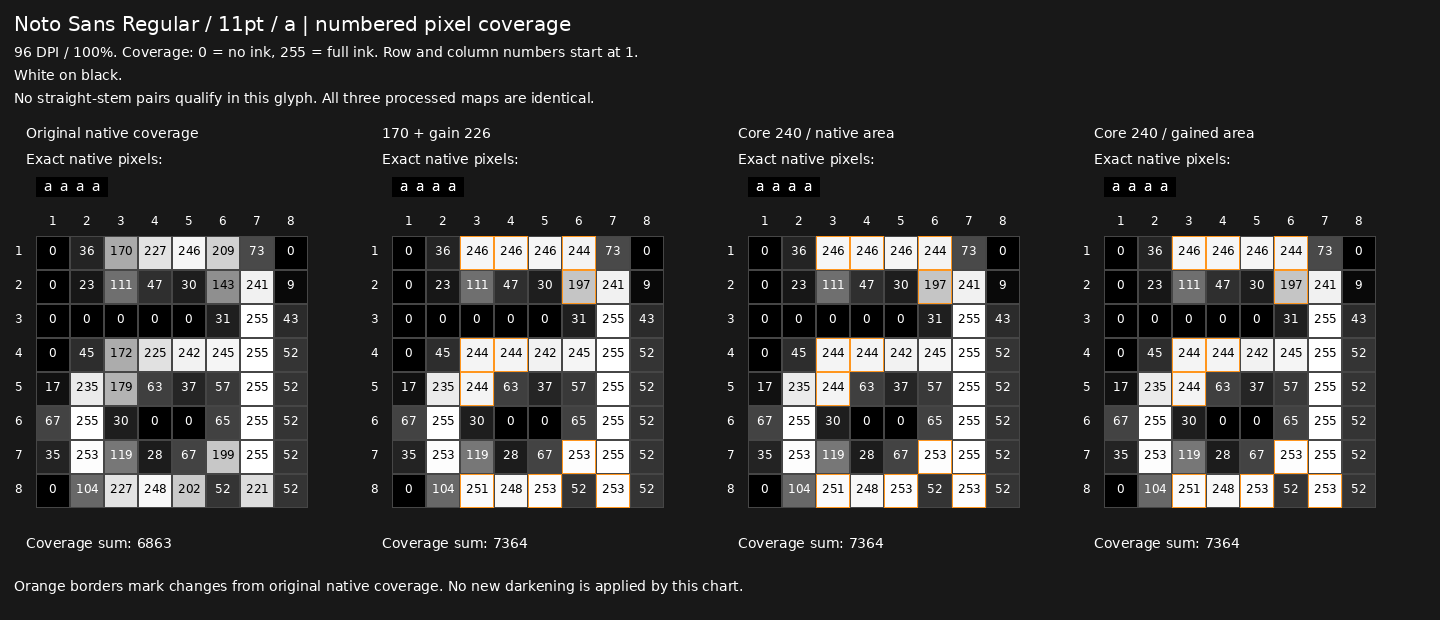 Noto Sans Regular / 11pt / a | numbered pixel coverage
96 DPI / 100%. Coverage: 0 = no ink, 255 = full ink. Row and column numbers start at 1.
White on black.
No straight-stem pairs qualify in this glyph. All three processed maps are identical.
Original native coverage 170 + gain 226 Core 240 / native area Core 240 / gained area
Exact native pixels: Exact native pixels: Exact native pixels: Exact native pixels:
a a a a a a a a a a a a a a a a
1 2 3 4 5 6 7 8 1 2 3 4 5 6 7 8 1 2 3 4 5 6 7 8 1 2 3 4 5 6 7 8
1 0 36 170 227 246 209 73 0 1 0 36 246 246 246 244 73 0 1 0 36 246 246 246 244 73 0 1 0 36 246 246 246 244 73 0
2 0 23 111 47 30 143 241 9 2 0 23 111 47 30 197 241 9 2 0 23 111 47 30 197 241 9 2 0 23 111 47 30 197 241 9
3 0 0 0 0 0 31 255 43 3 0 0 0 0 0 31 255 43 3 0 0 0 0 0 31 255 43 3 0 0 0 0 0 31 255 43
4 0 45 172 225 242 245 255 52 4 0 45 244 244 242 245 255 52 4 0 45 244 244 242 245 255 52 4 0 45 244 244 242 245 255 52
5 17 235 179 63 37 57 255 52 5 17 235 244 63 37 57 255 52 5 17 235 244 63 37 57 255 52 5 17 235 244 63 37 57 255 52
6 67 255 30 0 0 65 255 52 6 67 255 30 0 0 65 255 52 6 67 255 30 0 0 65 255 52 6 67 255 30 0 0 65 255 52
7 35 253 119 28 67 199 255 52 7 35 253 119 28 67 253 255 52 7 35 253 119 28 67 253 255 52 7 35 253 119 28 67 253 255 52
8 0 104 227 248 202 52 221 52 8 0 104 251 248 253 52 253 52 8 0 104 251 248 253 52 253 52 8 0 104 251 248 253 52 253 52
Coverage sum: 6863 Coverage sum: 7364 Coverage sum: 7364 Coverage sum: 7364
Orange borders mark changes from original native coverage. No new darkening is applied by this chart.